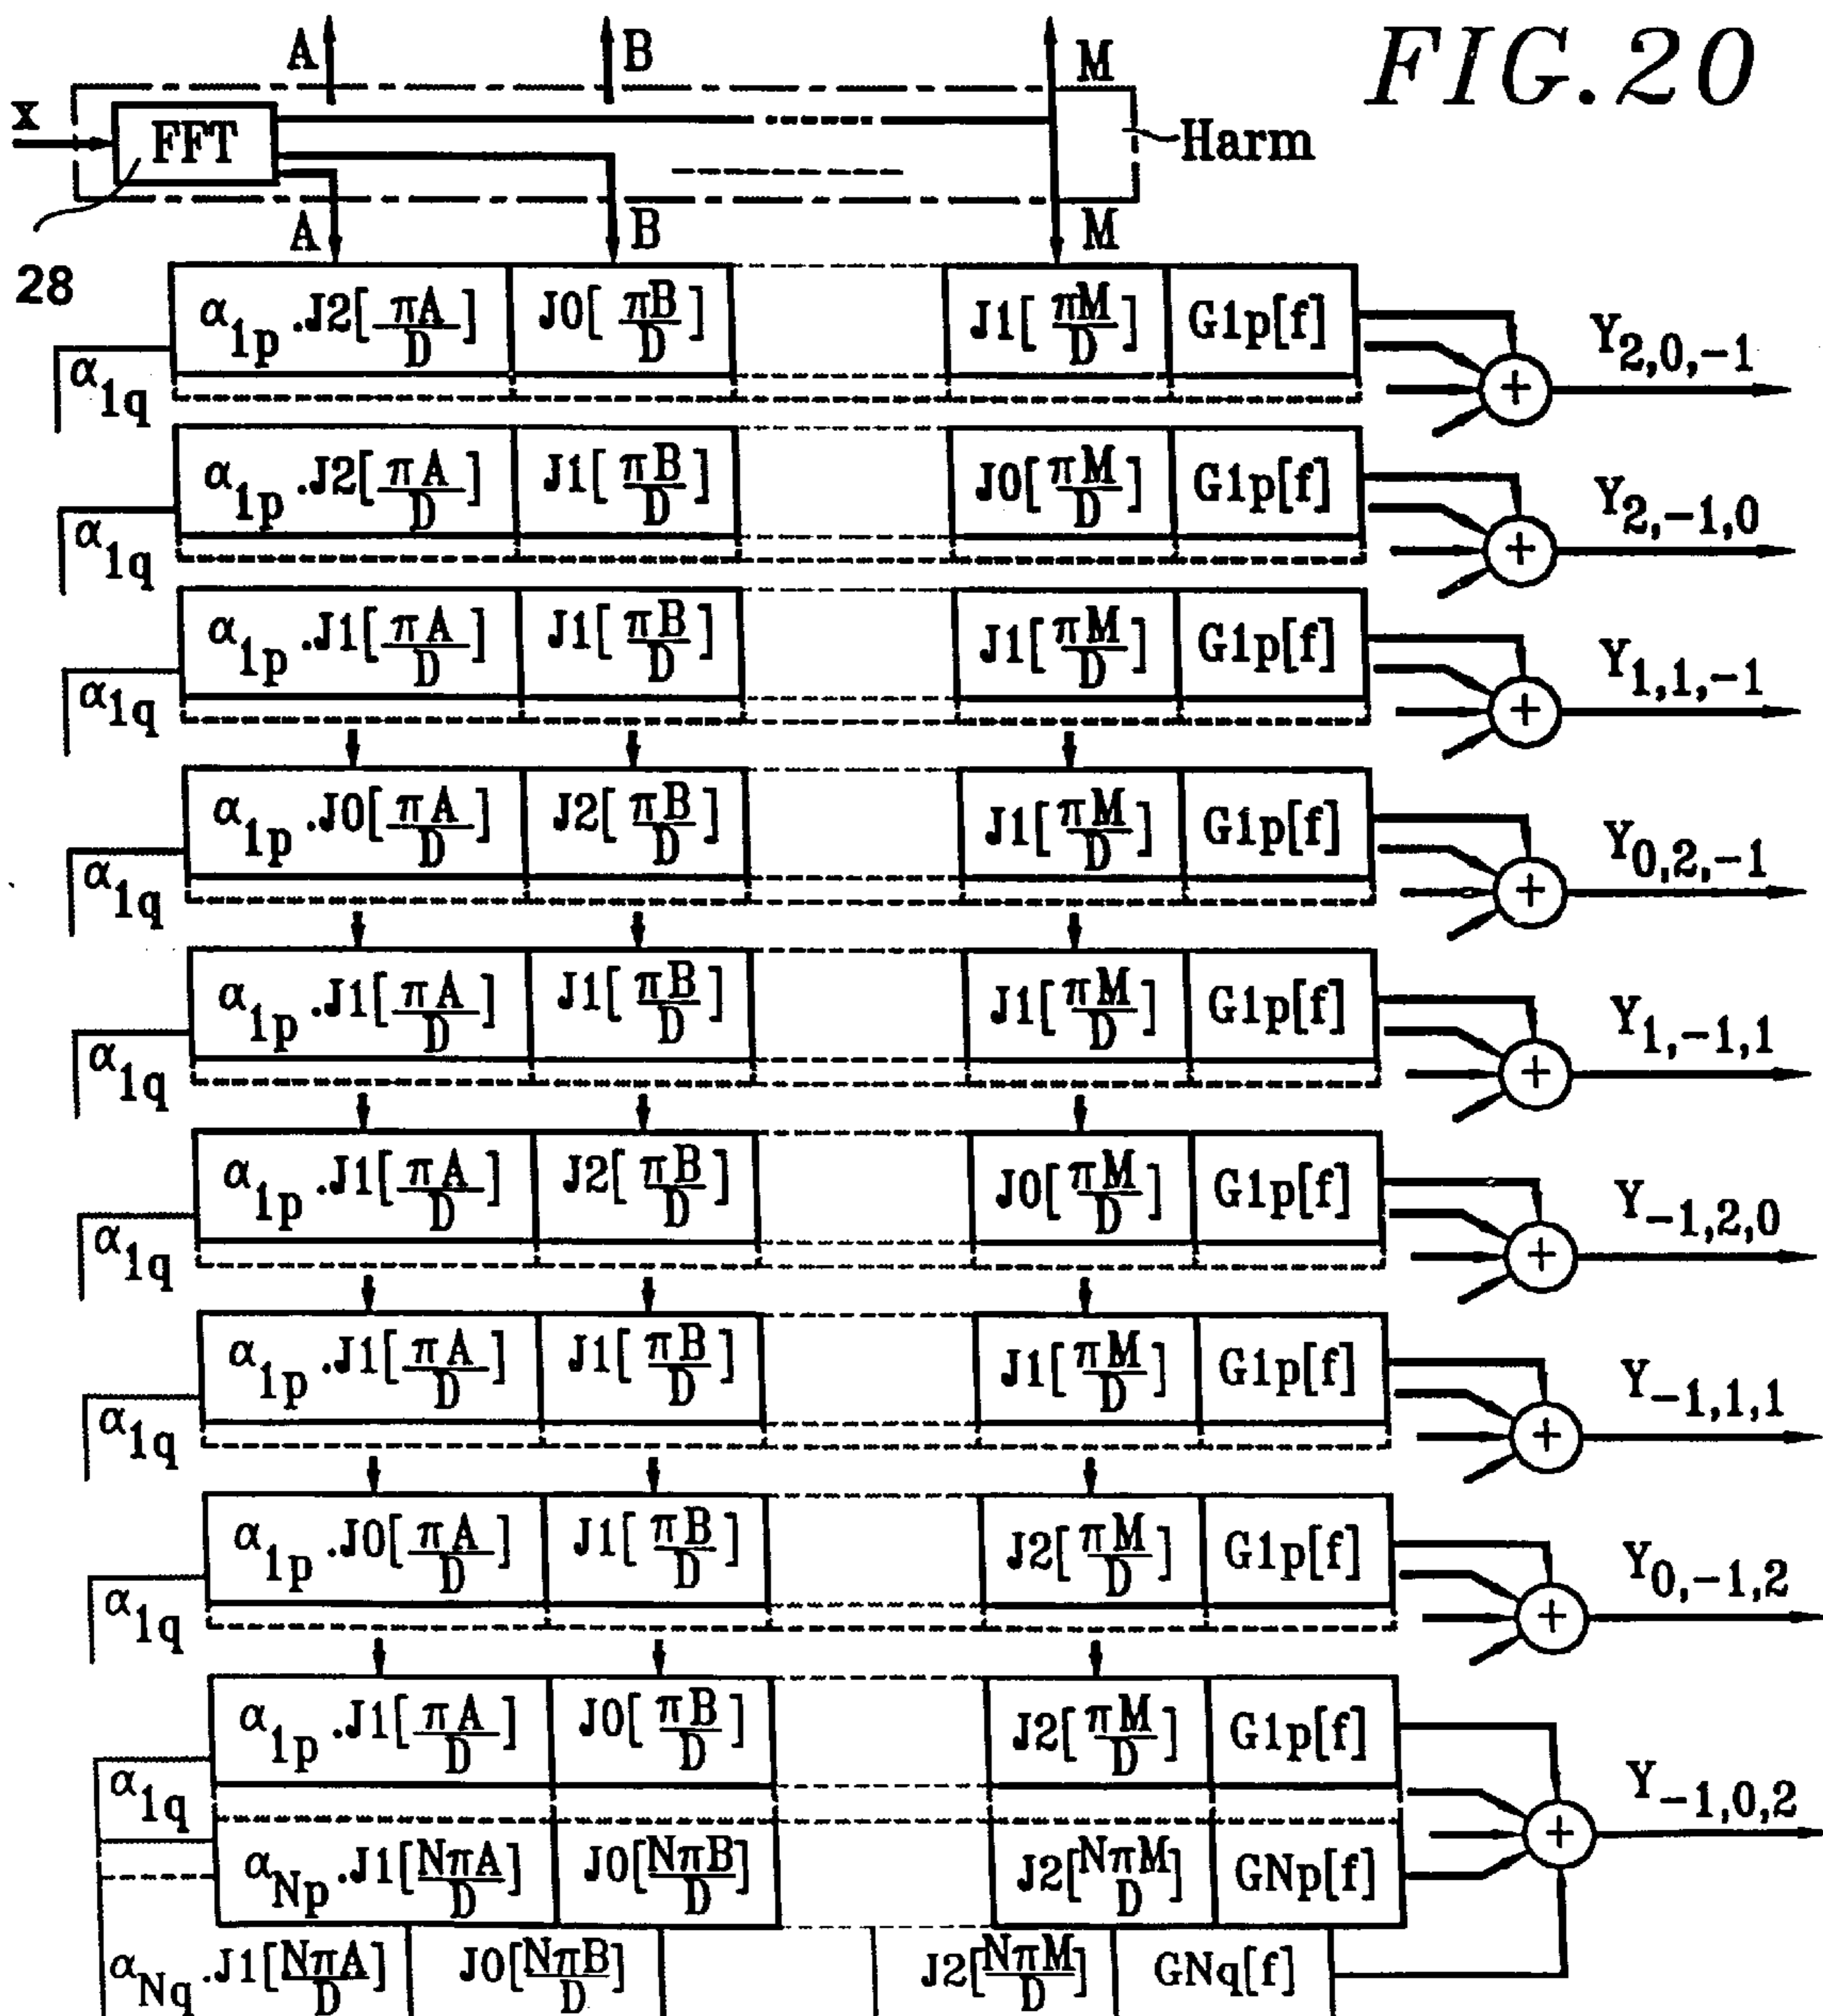 FIG.20
A B M
x FFT Harm
A B M
28
α1p .J2[πA/D] J0[πB/D] J1[πM/D] G1p[f] Y2,0,-1
α1q
α1p .J2[πA/D] J1[πB/D] J0[πM/D] G1p[f] Y2,-1,0
α1q
α1p .J1[πA/D] J1[πB/D] J1[πM/D] G1p[f] Y1,1,-1
α1q
α1p .J0[πA/D] J2[πB/D] J1[πM/D] G1p[f] Y0,2,-1
α1q
α1p .J1[πA/D] J1[πB/D] J1[πM/D] G1p[f] Y1,-1,1
α1q
α1p .J1[πA/D] J2[πB/D] J0[πM/D] G1p[f] Y-1,2,0
α1q
α1p .J1[πA/D] J1[πB/D] J1[πM/D] G1p[f] Y-1,1,1
α1q
α1p .J0[πA/D] J1[πB/D] J2[πM/D] G1p[f] Y0,-1,2
α1q
α1p .J1[πA/D] J0[πB/D] J2[πM/D] G1p[f] Y-1,0,2
α1q
αNp .J1[NπA/D] J0[NπB/D] J2[NπM/D] GNp[f]
αNq .J1[NπA/D] J0[NπB/D] J2[NπM/D] GNq[f]